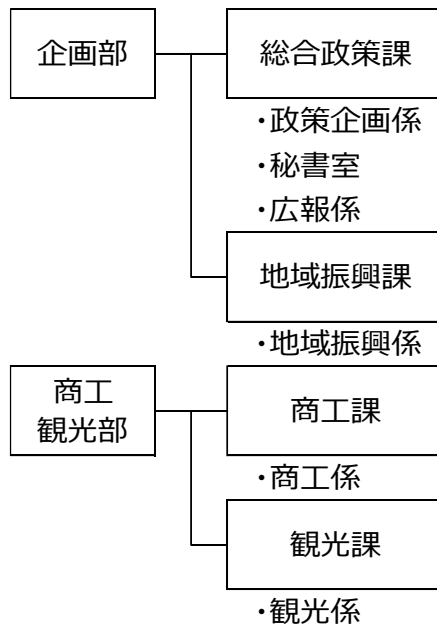 企画部
総合政策課
・政策企画係
・秘書室
・広報係
地域振興課
・地域振興係
商工
観光部
商工課
・商工係
観光課
・観光係